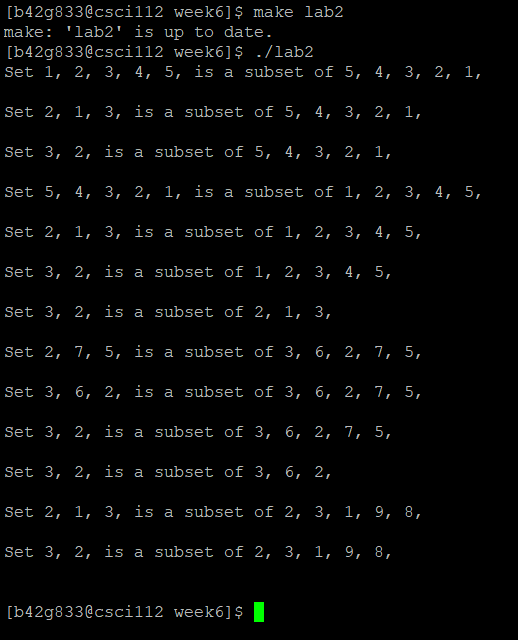 [b42g833@csci112 week6]$ make lab2
make: 'lab2' is up to date.
[b42g833@csci112 week6]$ ./lab2
Set 1, 2, 3, 4, 5, is a subset of 5, 4, 3, 2, 1,
Set 2, 1, 3, is a subset of 5, 4, 3, 2, 1,
Set 3, 2, is a subset of 5, 4, 3, 2, 1,
Set 5, 4, 3, 2, 1, is a subset of 1, 2, 3, 4, 5,
Set 2, 1, 3, is a subset of 1, 2, 3, 4, 5,
Set 3, 2, is a subset of 1, 2, 3, 4, 5,
Set 3, 2, is a subset of 2, 1, 3,
Set 2, 7, 5, is a subset of 3, 6, 2, 7, 5,
Set 3, 6, 2, is a subset of 3, 6, 2, 7, 5,
Set 3, 2, is a subset of 3, 6, 2, 7, 5,
Set 3, 2, is a subset of 3, 6, 2,
Set 2, 1, 3, is a subset of 2, 3, 1, 9, 8,
Set 3, 2, is a subset of 2, 3, 1, 9, 8,
[b42g833@csci112 week6]$